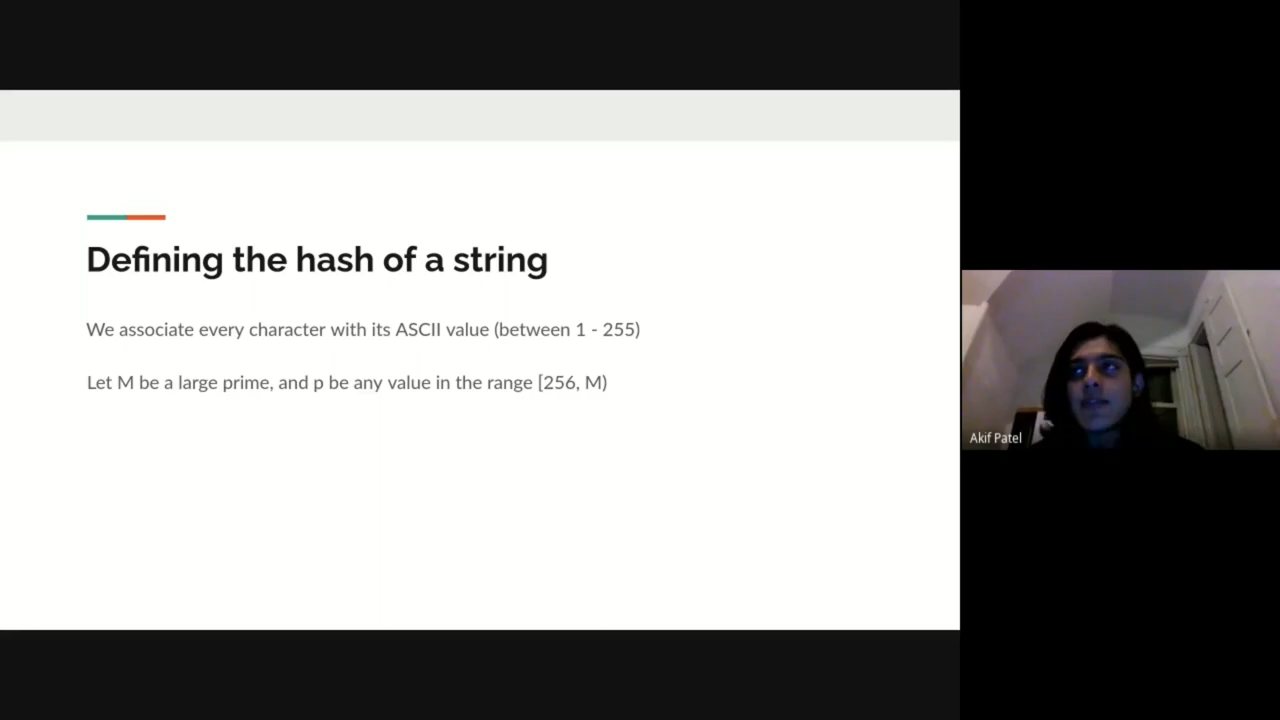 Defining the hash of a string
We associate every character with its ASCII value (between 1 - 255)
Let M be a large prime, and p be any value in the range [256, M)
Akif Patel